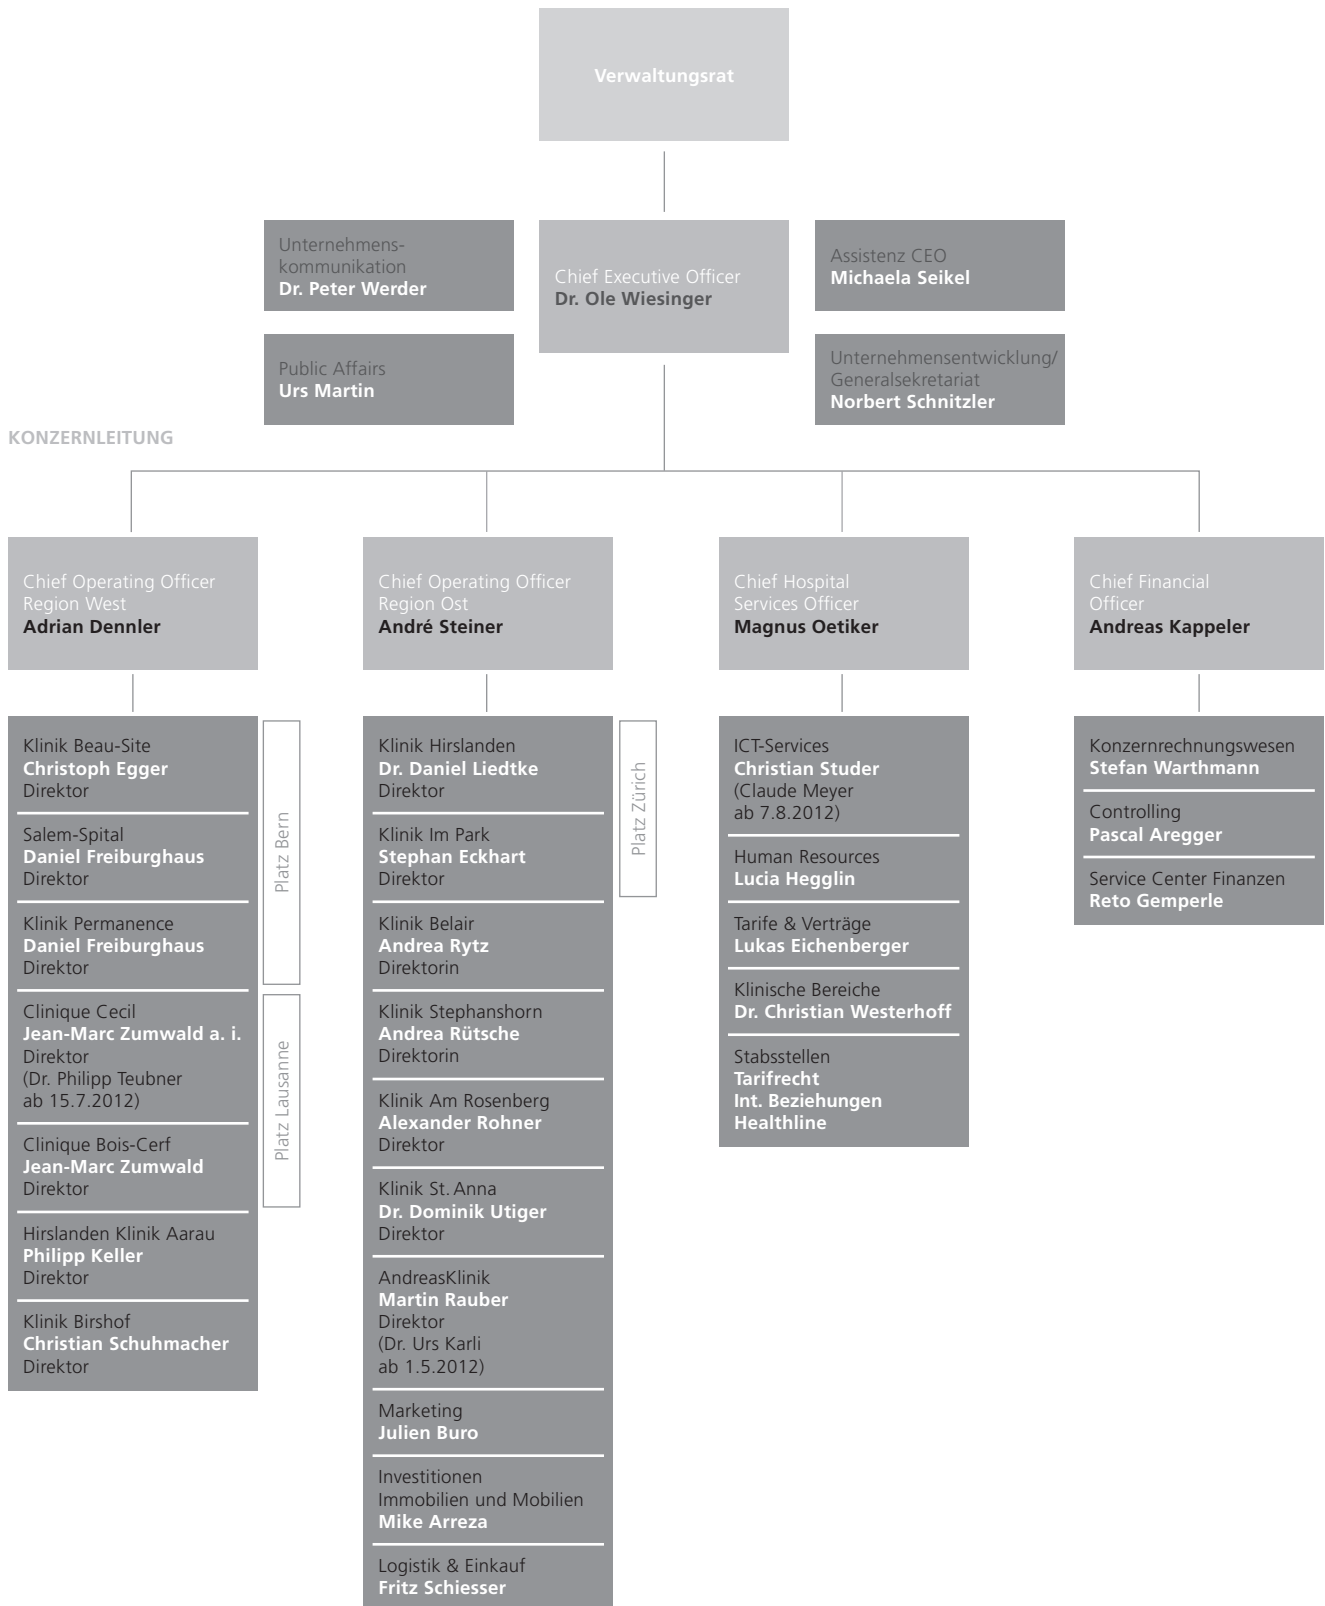 Verwaltungsrat
Unternehmens-
kommunikation
Dr. Peter Werder
Chief Executive Officer
Dr. Ole Wiesinger
Assistenz CEO
Michaela Seikel
Public Affairs
Urs Martin
Unternehmensentwicklung/
Generalsekretariat
Norbert Schnitzler
KONZERNLEITUNG
Chief Operating Officer
Region West
Adrian Dennler
Chief Operating Officer
Region Ost
André Steiner
Chief Hospital
Services Officer
Magnus Oetiker
Chief Financial
Officer
Andreas Kappeler
Klinik Beau-Site
Christoph Egger
Direktor
Salem-Spital
Daniel Freiburghaus
Direktor
Klinik Permanence
Daniel Freiburghaus
Direktor
Platz Bern
Clinique Cecil
Jean-Marc Zumwald a. i.
Direktor
(Dr. Philipp Teubner
ab 15.7.2012)
Clinique Bois-Cerf
Jean-Marc Zumwald
Direktor
Platz Lausanne
Hirslanden Klinik Aarau
Philipp Keller
Direktor
Klinik Birshof
Christian Schuhmacher
Direktor
Klinik Hirslanden
Dr. Daniel Liedtke
Direktor
Klinik Im Park
Stephan Eckhart
Direktor
Platz Zürich
Klinik Belair
Andrea Rytz
Direktorin
Klinik Stephanshorn
Andrea Rütsche
Direktorin
Klinik Am Rosenberg
Alexander Rohner
Direktor
Klinik St. Anna
Dr. Dominik Utiger
Direktor
AndreasKlinik
Martin Rauber
Direktor
(Dr. Urs Karli
ab 1.5.2012)
Marketing
Julien Buro
Investitionen
Immobilien und Mobilien
Mike Arreza
Logistik & Einkauf
Fritz Schiesser
ICT-Services
Christian Studer
(Claude Meyer
ab 7.8.2012)
Human Resources
Lucia Hegglin
Tarife & Verträge
Lukas Eichenberger
Klinische Bereiche
Dr. Christian Westerhoff
Stabsstellen
Tarifrecht
Int. Beziehungen
Healthline
Konzernrechnungswesen
Stefan Warthmann
Controlling
Pascal Aregger
Service Center Finanzen
Reto Gemperle